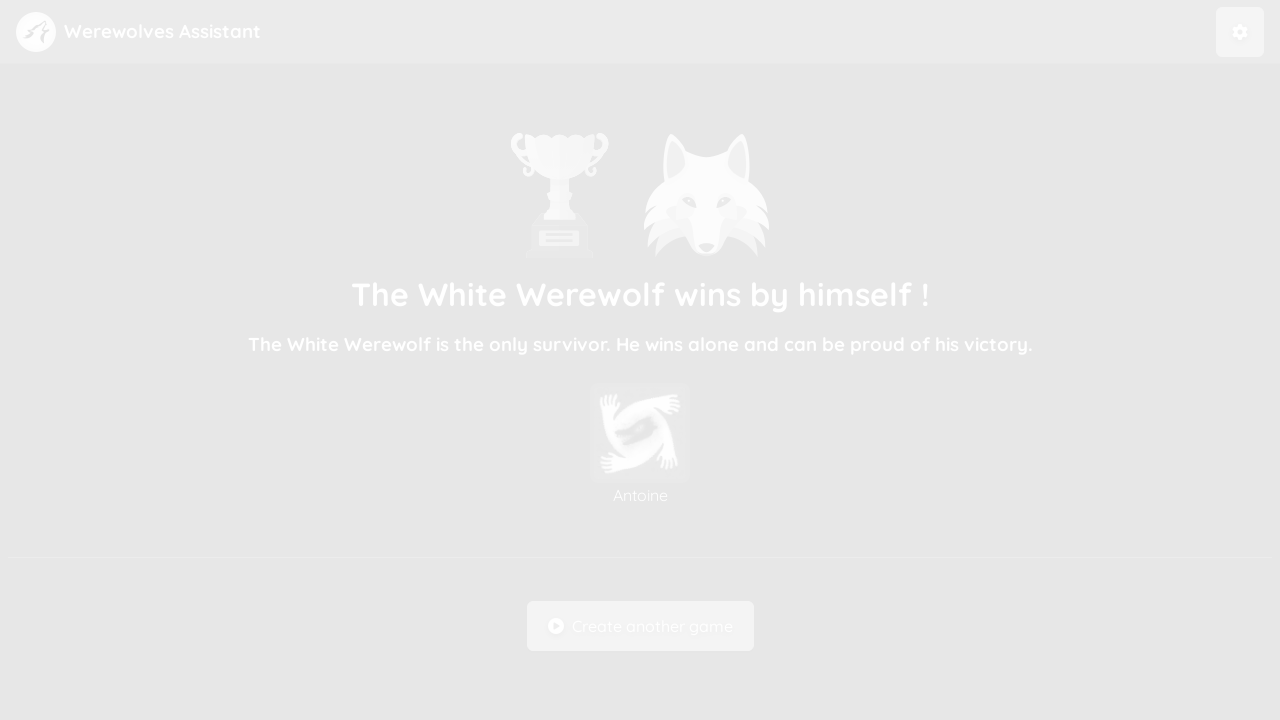 Werewolves Assistant
The White Werewolf wins by himself !
The White Werewolf is the only survivor. He wins alone and can be proud of his victory.
Antoine
Create another game